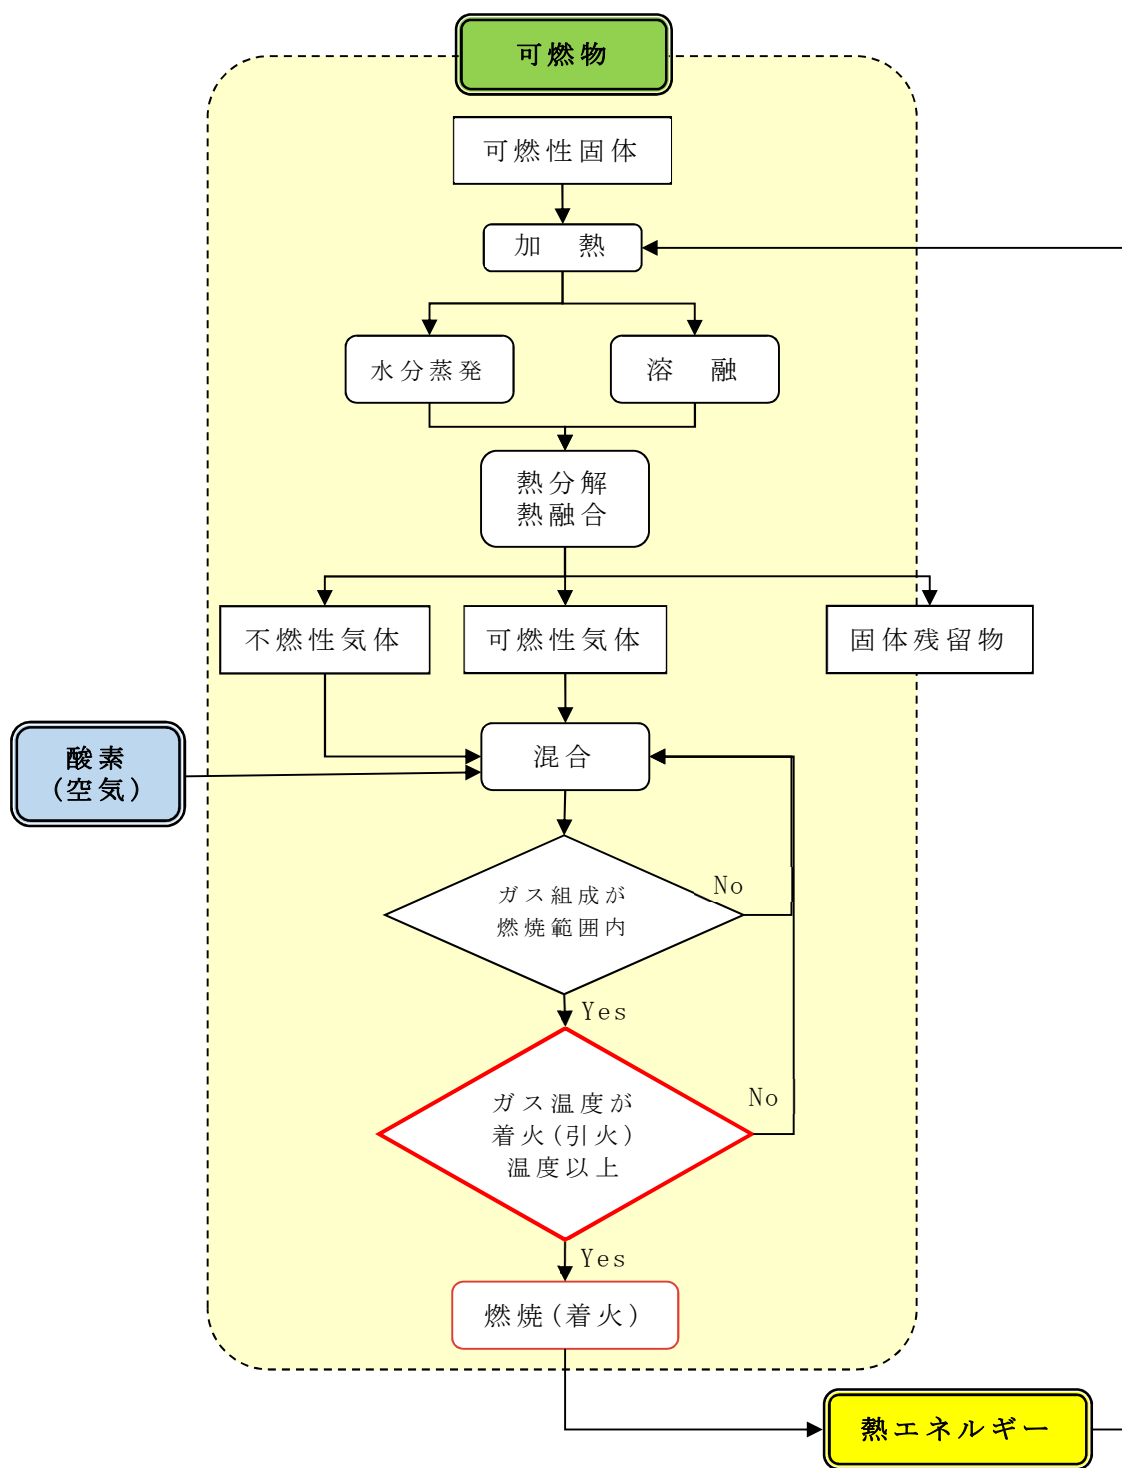 可燃物
可燃性固体
加　熱
水分蒸発
溶　融
熱分解
熱融合
不燃性気体
可燃性気体
固体残留物
酸素
(空気)
混合
ガス組成が
燃焼範囲内
No
Yes
ガス温度が
着火(引火)
温度以上
No
Yes
燃焼(着火)
熱エネルギー